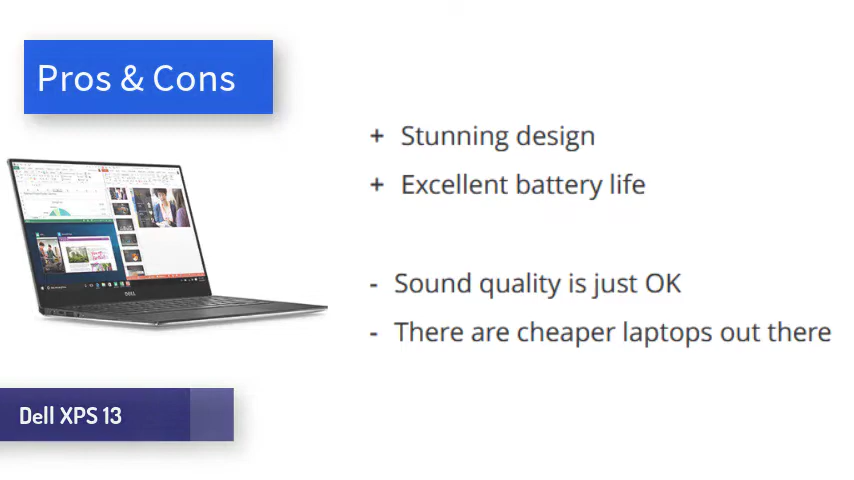 Pros & Cons
+ Stunning design
+ Excellent battery life
- Sound quality is just OK
- There are cheaper laptops out there
DELL
Dell XPS 13